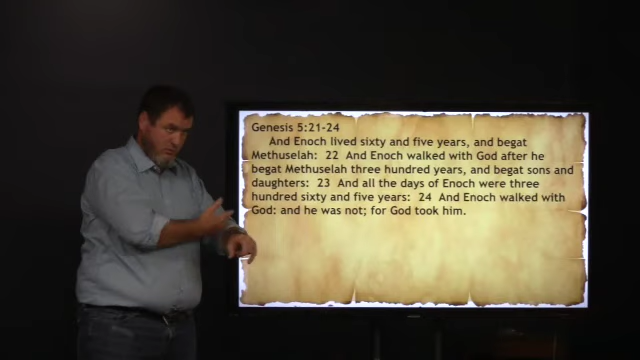 Genesis 5:21-24
And Enoch lived sixty and five years, and begat
Methuselah: 22 And Enoch walked with God after he
begat Methuselah three hundred years, and begat sons and
daughters: 23 And all the days of Enoch were three
hundred sixty and five years: 24 And Enoch walked with
God: and he was not; for God took him.